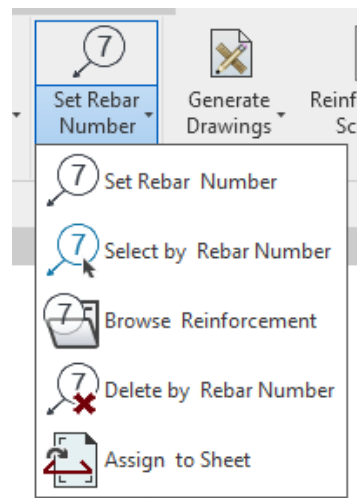 7
Set Rebar
Number
Generate
Drawings
Reinf
Sc
7
Set Rebar Number
7
Select by Rebar Number
7
Browse Reinforcement
7
Delete by Rebar Number
Assign to Sheet